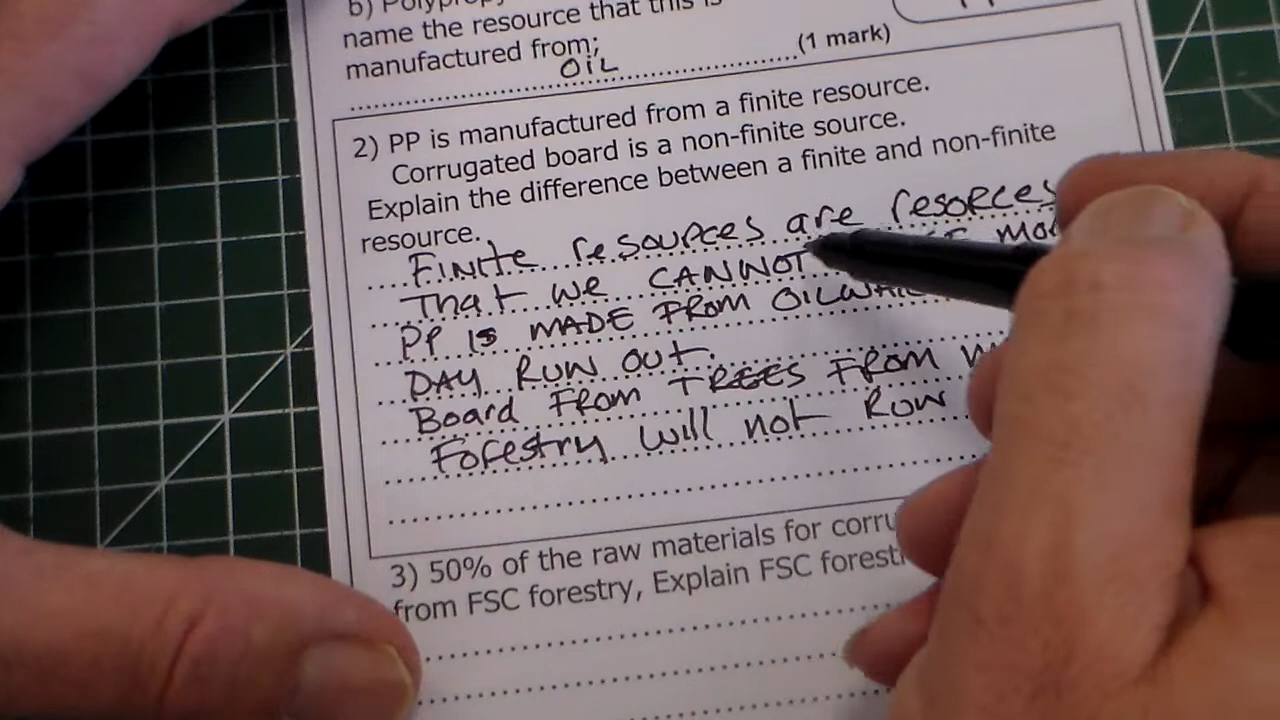 b)
name the resource that this is
manufactured from;
OIL
(1 mark)
2) PP is manufactured from a finite resource.
Corrugated board is a non-finite source.
Explain the difference between a finite and non-finite
resource.
Finite resources are resorces
That we CANNOT
PP is MADE FROM OIL
DAY RUN OUT.
Board FROM TREES FROM
Forestry will not RUN
3) 50% of the raw materials for corru
from FSC forestry, Explain FSC forest